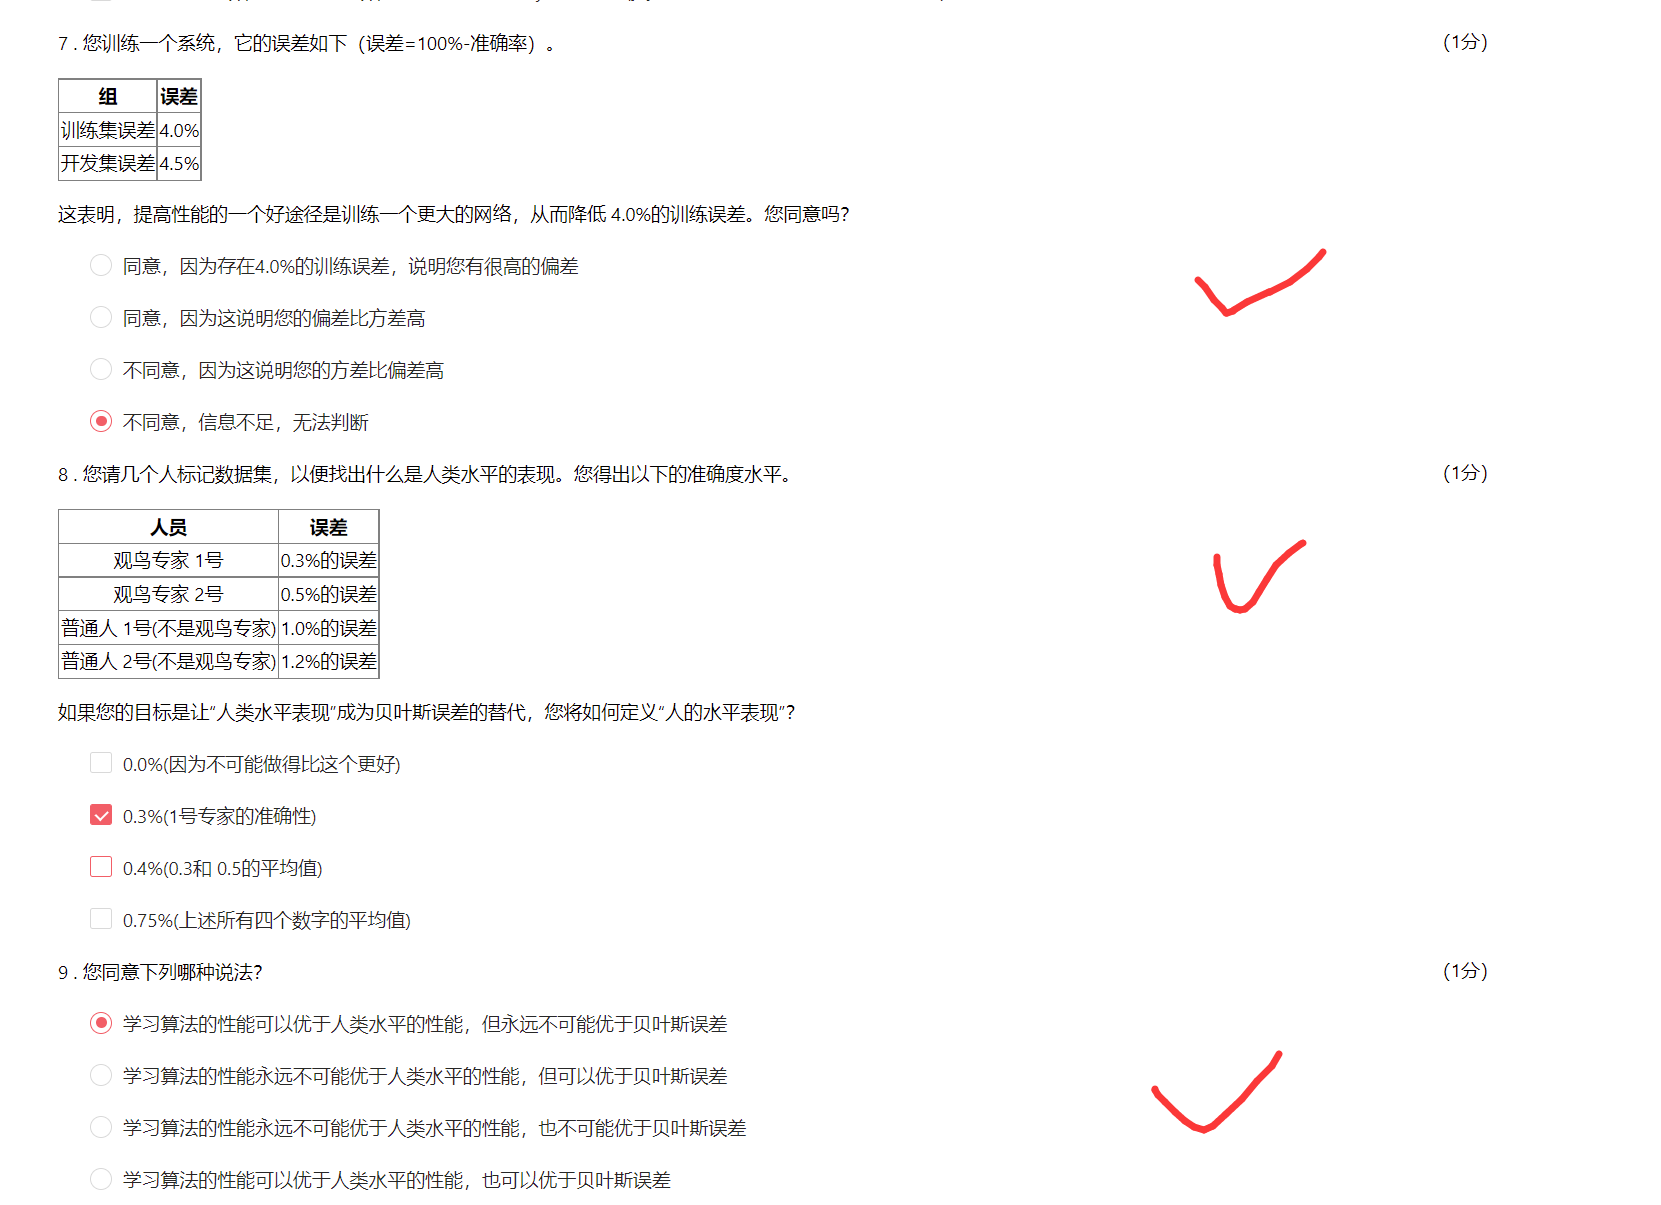 7 . 您训练一个系统，它的误差如下（误差=100%-准确率）。 (1分)
组 误差
训练集误差 4.0%
开发集误差 4.5%
这表明，提高性能的一个好途径是训练一个更大的网络，从而降低 4.0%的训练误差。您同意吗？
同意，因为存在4.0%的训练误差，说明您有很高的偏差
同意，因为这说明您的偏差比方差高
不同意，因为这说明您的方差比偏差高
不同意，信息不足，无法判断
8 . 您请几个人标记数据集，以便找出什么是人类水平的表现。您得出以下的准确度水平。 (1分)
人员 误差
观鸟专家 1号 0.3%的误差
观鸟专家 2号 0.5%的误差
普通人 1号(不是观鸟专家) 1.0%的误差
普通人 2号(不是观鸟专家) 1.2%的误差
如果您的目标是让“人类水平表现”成为贝叶斯误差的替代，您将如何定义“人的水平表现”？
0.0%(因为不可能做得比这个更好)
0.3%(1号专家的准确性)
0.4%(0.3和 0.5的平均值)
0.75%(上述所有四个数字的平均值)
9 . 您同意下列哪种说法？ (1分)
学习算法的性能可以优于人类水平的性能，但永远不可能优于贝叶斯误差
学习算法的性能永远不可能优于人类水平的性能，但可以优于贝叶斯误差
学习算法的性能永远不可能优于人类水平的性能，也不可能优于贝叶斯误差
学习算法的性能可以优于人类水平的性能，也可以优于贝叶斯误差